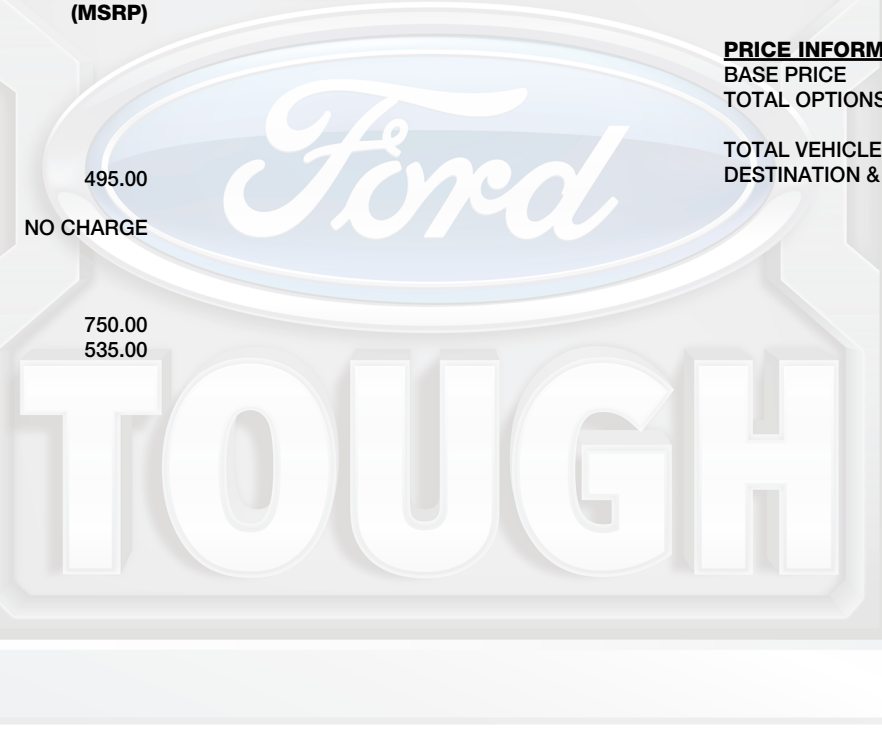 (MSRP)
495.00
NO CHARGE
750.00
535.00
PRICE INFORM
BASE PRICE
TOTAL OPTIONS
TOTAL VEHICLE
DESTINATION &
Ford
TOUGH